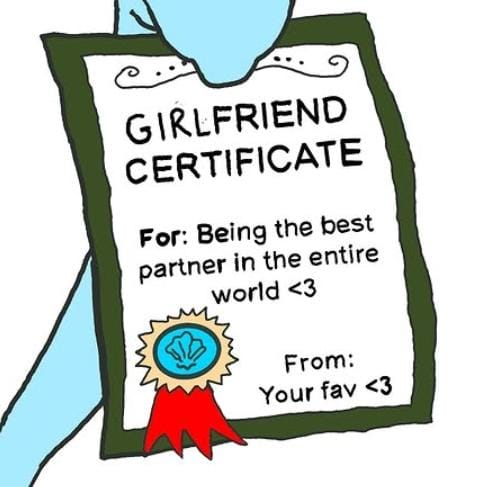 GIRLFRIEND
CERTIFICATE
For: Being the best
partner in the entire
world <3
From:
Your fav <3